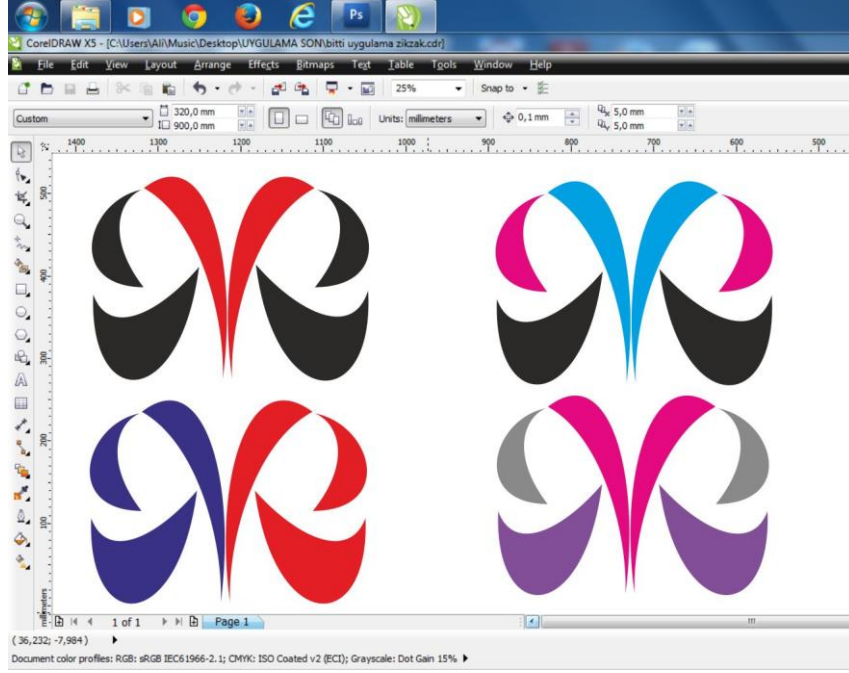 Ps
CorelDRAW X5 - [C:\Users\Ali\Music\Desktop\UYGULAMA SON\bitti uygulama zikzak.cdr]
File Edit View Layout Arrange Effects Bitmaps Text Table Tools Window Help
25% Snap to
Custom 320,0 mm 900,0 mm Units: millimeters 0,1 mm 5,0 mm 5,0 mm
1400 1300 1200 1100 1000 900 800 700 600 500
500
400
300
200
100
millimeters
1 of 1 Page 1
( 36,232; -7,984 )
Document color profiles: RGB: sRGB IEC61966-2.1; CMYK: ISO Coated v2 (ECI); Grayscale: Dot Gain 15%